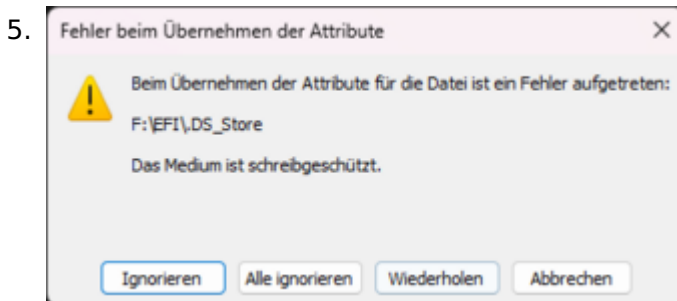 5.
Fehler beim Übernehmen der Attribute
Beim Übernehmen der Attribute für die Datei ist ein Fehler aufgetreten:
F:\EFI\.DS_Store
Das Medium ist schreibgeschützt.
Ignorieren Alle ignorieren Wiederholen Abbrechen